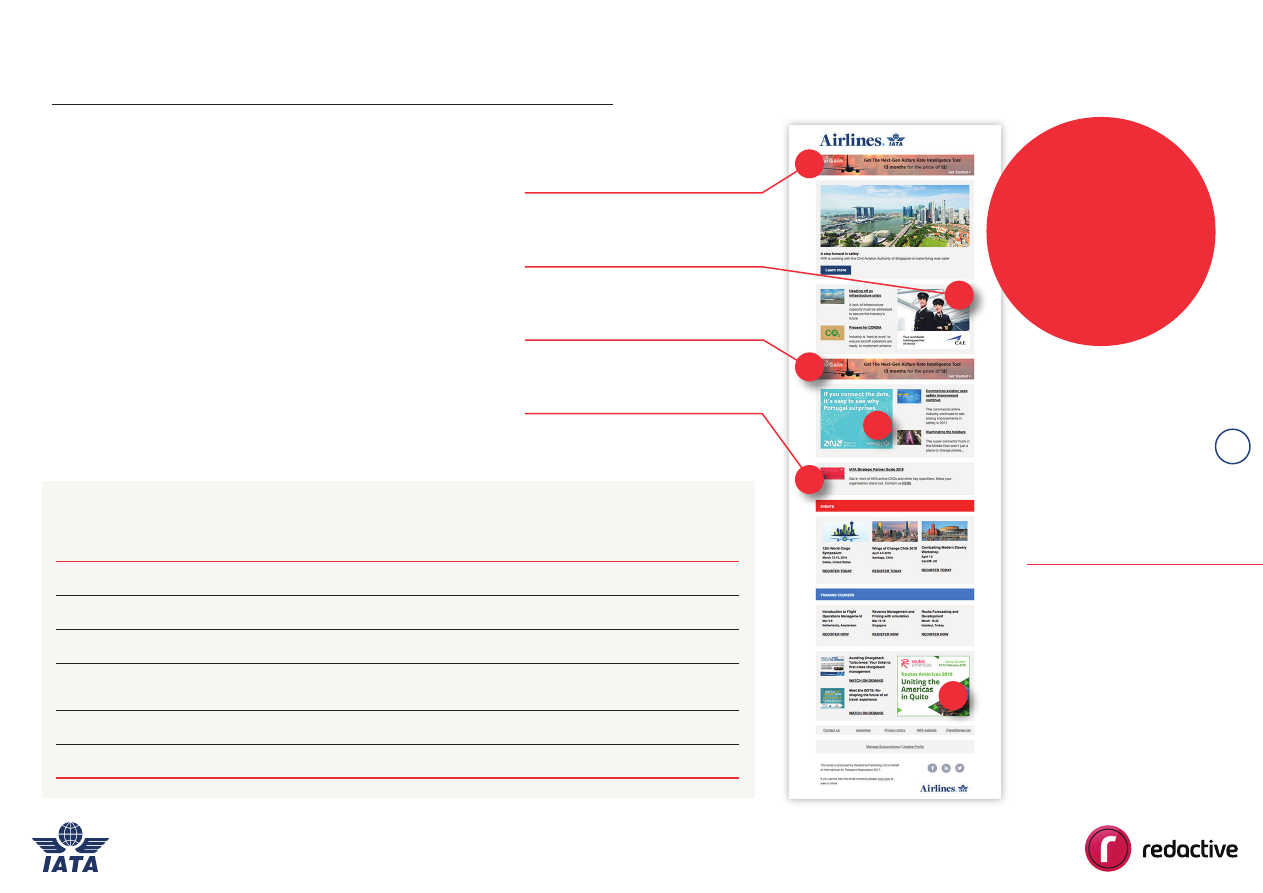 Airlines. IATA
Gain
Get The Next-Gen Airfare Rate Intelligence Tool
13 months for the price of 12!
Get Started >
A step forward in safety
IATA is working with the Civil Aviation Authority of Singapore to make flying ever safer
Learn more
Heading off an
infrastructure crisis
A lack of infrastructure
capacity must be addressed
to secure the industry's
future
Prepare for CORSIA
Industry is 'hard at work' to
ensure aircraft operators are
ready to implement scheme
CO₂
Your worldwide
training partner
of choice
CAE
Gain
Get The Next-Gen Airfare Rate Intelligence Tool
13 months for the price of 12!
Get Started >
If you connect the dots,
it's easy to see why
Portugal surprises.
ANA
Commercial aviation sees
safety improvement
continue
The commercial airline
industry continues to see
strong improvements in
safety in 2017
Illuminating the holidays
The super-connector hubs in
the Middle East aren't just a
place to change planes...
IATA Strategic Partner Guide 2018
Get in front of IATA airline CEOs and other key specifiers. Make your
organisation stand out. Contact us HERE
EVENTS
12th World Cargo
Symposium
March 13-15, 2018
Dallas, United States
REGISTER TODAY
Wings of Change Chile 2018
April 4-5 2018
Santiago, Chile
REGISTER TODAY
Combatting Modern Slavery
Workshop
April 1-5
Cardiff, UK
REGISTER TODAY
TRAINING COURSES
Introduction to Flight
Operations Management
Mar 5-9
Netherlands, Amsterdam
REGISTER NOW
Revenue Management and
Pricing with simulation
Mar 12-16
Singapore
REGISTER NOW
Route Forecasting and
Development
March 19-23
Istanbul, Turkey
REGISTER NOW
Avoiding Chargeback
Turbulence: Your ticket to
first class chargeback
management
WATCH ON DEMAND
Meet the GOTS: Re-
shaping the future of air
travel experience
WATCH ON DEMAND
routes
americas
13-15 February 2018
Routes Americas 2018
Uniting the
Americas
in Quito
Contact us Advertise Privacy policy IATA website
Manage Subscriptions | Update Profile
This email is produced by Redactive Publishing Ltd on behalf
of International Air Transport Association 2017.
If you cannot see this email correctly please click here to
view it online
Airlines.
IATA
r redactive